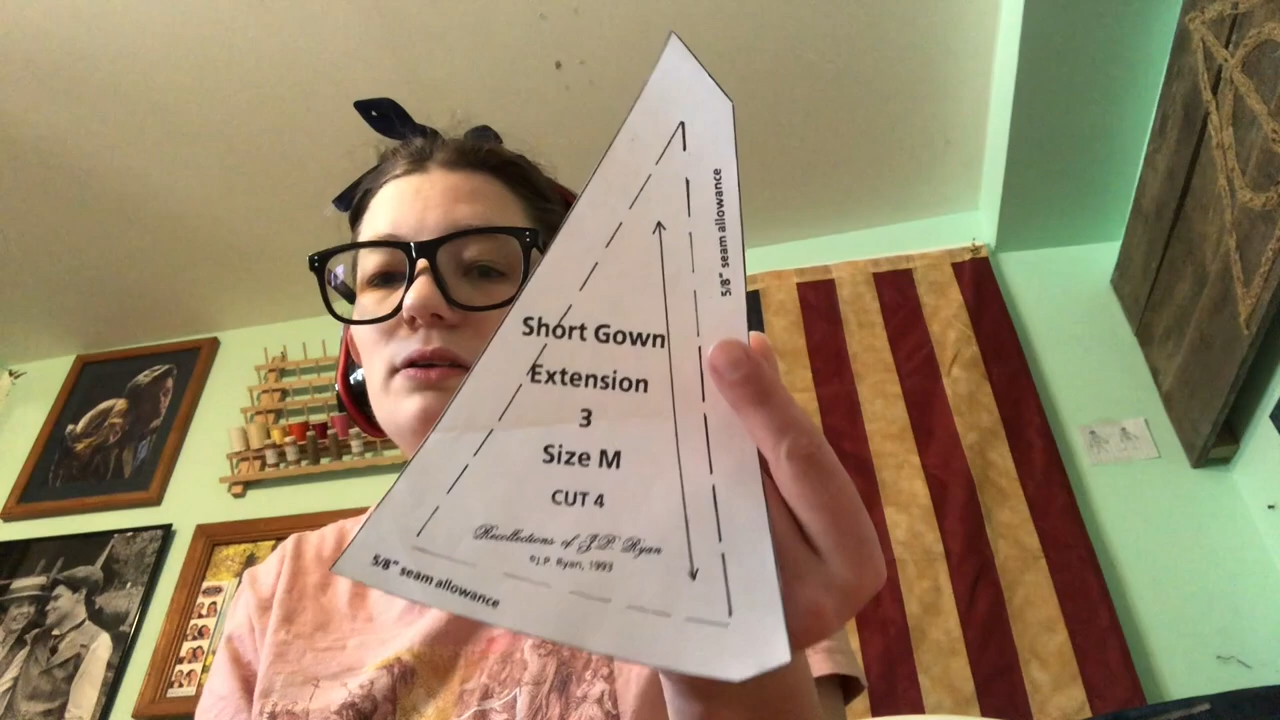 5/8" seam allowance
Short Gown
Extension
3
Size M
CUT 4
Recollections of J.P. Ryan
©J.P. Ryan, 1993
5/8" seam allowance